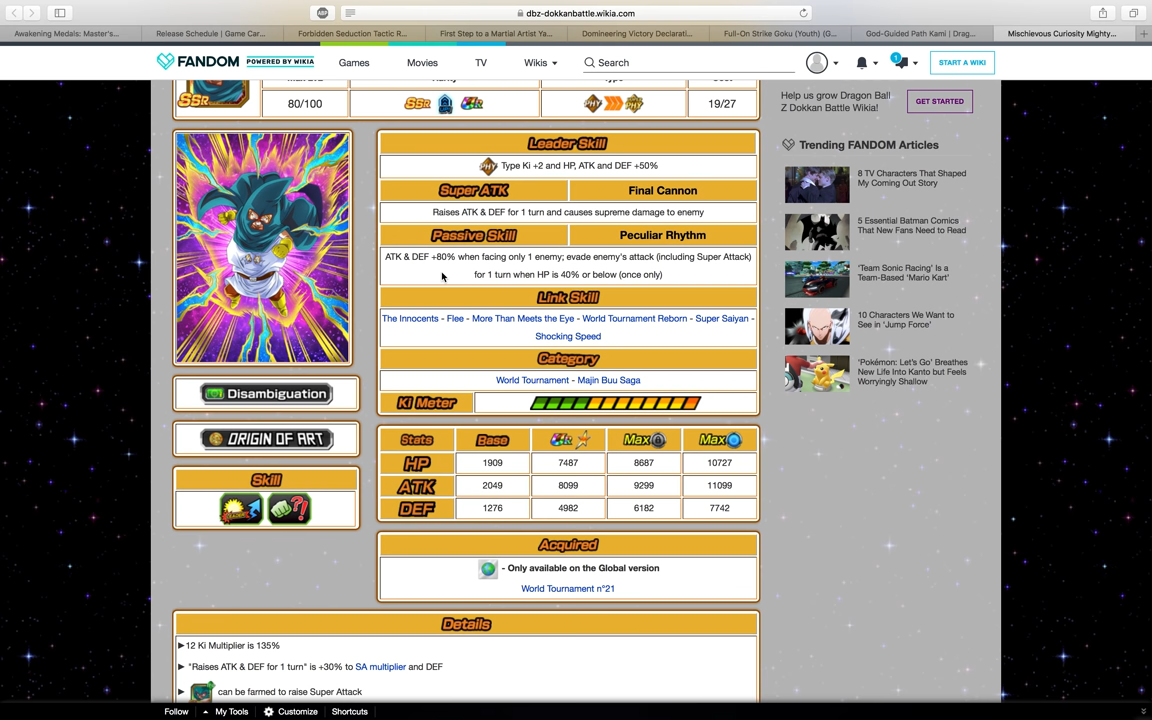 dbz-dokkanbattle.wikia.com
Awakening Medals: Master's...
Release Schedule | Game Car...
Forbidden Seduction Tactic R...
First Step to a Martial Artist Ya...
Domineering Victory Declarati...
Full-On Strike Goku (Youth) (G...
God-Guided Path Kami | Drag...
Mischievous Curiosity Mighty...
FANDOM POWERED BY WIKIA
Games
Movies
TV
Wikis
Search
1
START A WIKI
SSR
80/100
SSR
UR
PHY
PHY
19/27
Leader Skill
PHY Type Ki +2 and HP, ATK and DEF +50%
Super ATK
Final Cannon
Raises ATK & DEF for 1 turn and causes supreme damage to enemy
Passive Skill
Peculiar Rhythm
ATK & DEF +80% when facing only 1 enemy; evade enemy's attack (including Super Attack)
for 1 turn when HP is 40% or below (once only)
Link Skill
The Innocents - Flee - More Than Meets the Eye - World Tournament Reborn - Super Saiyan -
Shocking Speed
Category
World Tournament - Majin Buu Saga
Ki Meter
Disambiguation
ORIGIN OF ART
Skill
Stats Base UR Max Max
HP 1909 7487 8687 10727
ATK 2049 8099 9299 11099
DEF 1276 4982 6182 7742
Acquired
- Only available on the Global version
World Tournament n°21
Details
►12 Ki Multiplier is 135%
► "Raises ATK & DEF for 1 turn" is +30% to SA multiplier and DEF
► can be farmed to raise Super Attack
Help us grow Dragon Ball
Z Dokkan Battle Wikia!
GET STARTED
Trending FANDOM Articles
8 TV Characters That Shaped
My Coming Out Story
5 Essential Batman Comics
That New Fans Need to Read
'Team Sonic Racing' Is a
Team-Based 'Mario Kart'
10 Characters We Want to
See in 'Jump Force'
'Pokémon: Let's Go' Breathes
New Life Into Kanto but Feels
Worryingly Shallow
Follow
My Tools
Customize
Shortcuts